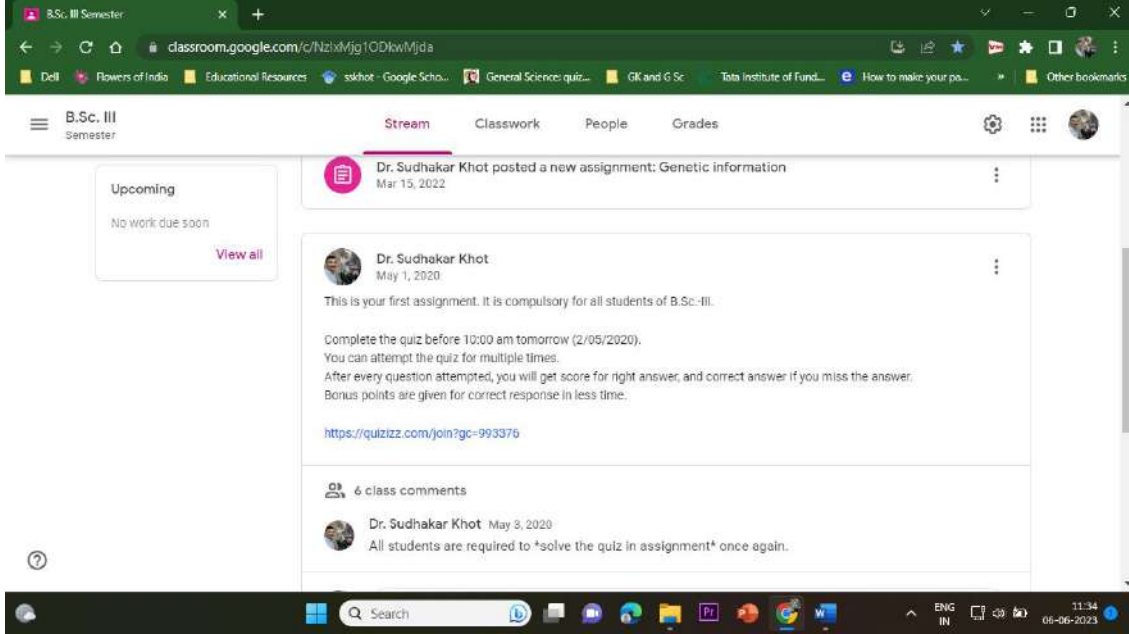 B.Sc. III Semester
classroom.google.com/c/NzIxMjg1ODkwMjda
Dell
Flowers of India
Educational Resources
sskhot - Google Scho...
General Science: quiz...
GK and G Sc
Tata Institute of Fund...
How to make your pa...
»
Other bookmarks
B.Sc. III
Semester
Stream
Classwork
People
Grades
Upcoming
No work due soon
View all
Dr. Sudhakar Khot posted a new assignment: Genetic information
Mar 15, 2022
Dr. Sudhakar Khot
May 1, 2020
This is your first assignment. It is compulsory for all students of B.Sc.-III.
Complete the quiz before 10:00 am tomorrow (2/05/2020).
You can attempt the quiz for multiple times.
After every question attempted, you will get score for right answer, and correct answer if you miss the answer.
Bonus points are given for correct response in less time.
https://quizizz.com/join?gc=993376
6 class comments
Dr. Sudhakar Khot May 3, 2020
All students are required to *solve the quiz in assignment* once again.
Search
Pr
W
ENG
IN
11:34
06-06-2023